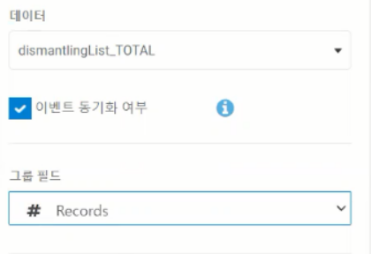 데이터
dismantlingList_TOTAL
이벤트 동기화 여부
그룹 필드
# Records